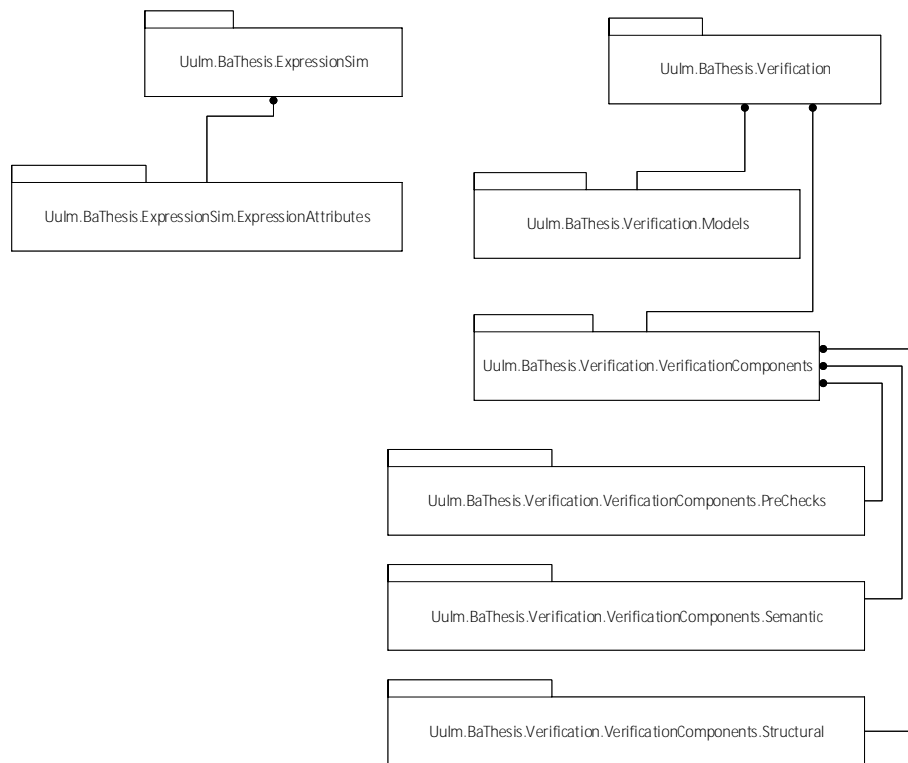 Uulm.BaThesis.ExpressionSim
Uulm.BaThesis.Verification
Uulm.BaThesis.ExpressionSim.ExpressionAttributes
Uulm.BaThesis.Verification.Models
Uulm.BaThesis.Verification.VerificationComponents
Uulm.BaThesis.Verification.VerificationComponents.PreChecks
Uulm.BaThesis.Verification.VerificationComponents.Semantic
Uulm.BaThesis.Verification.VerificationComponents.Structural